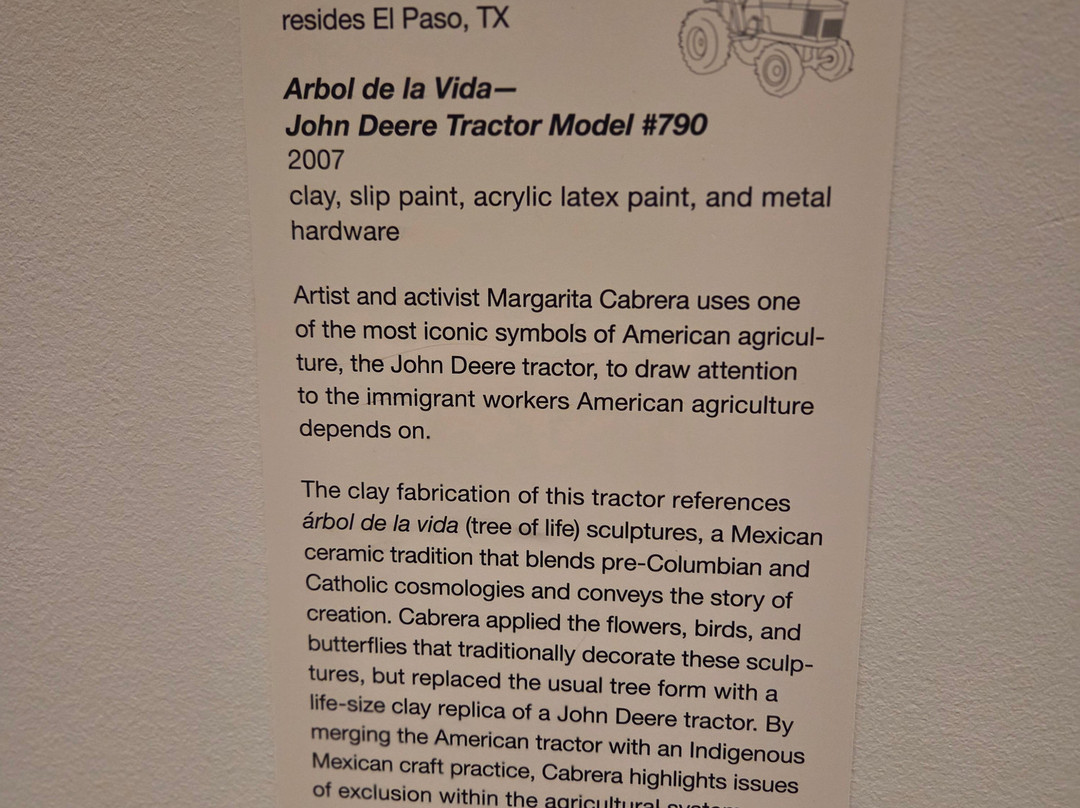 resides El Paso, TX
Arbol de la Vida—
John Deere Tractor Model #790
2007
clay, slip paint, acrylic latex paint, and metal
hardware
Artist and activist Margarita Cabrera uses one
of the most iconic symbols of American agricul-
ture, the John Deere tractor, to draw attention
to the immigrant workers American agriculture
depends on.
The clay fabrication of this tractor references
árbol de la vida (tree of life) sculptures, a Mexican
ceramic tradition that blends pre-Columbian and
Catholic cosmologies and conveys the story of
creation. Cabrera applied the flowers, birds, and
butterflies that traditionally decorate these sculp-
tures, but replaced the usual tree form with a
life-size clay replica of a John Deere tractor. By
merging the American tractor with an Indigenous
Mexican craft practice, Cabrera highlights issues
of exclusion within the agricultural